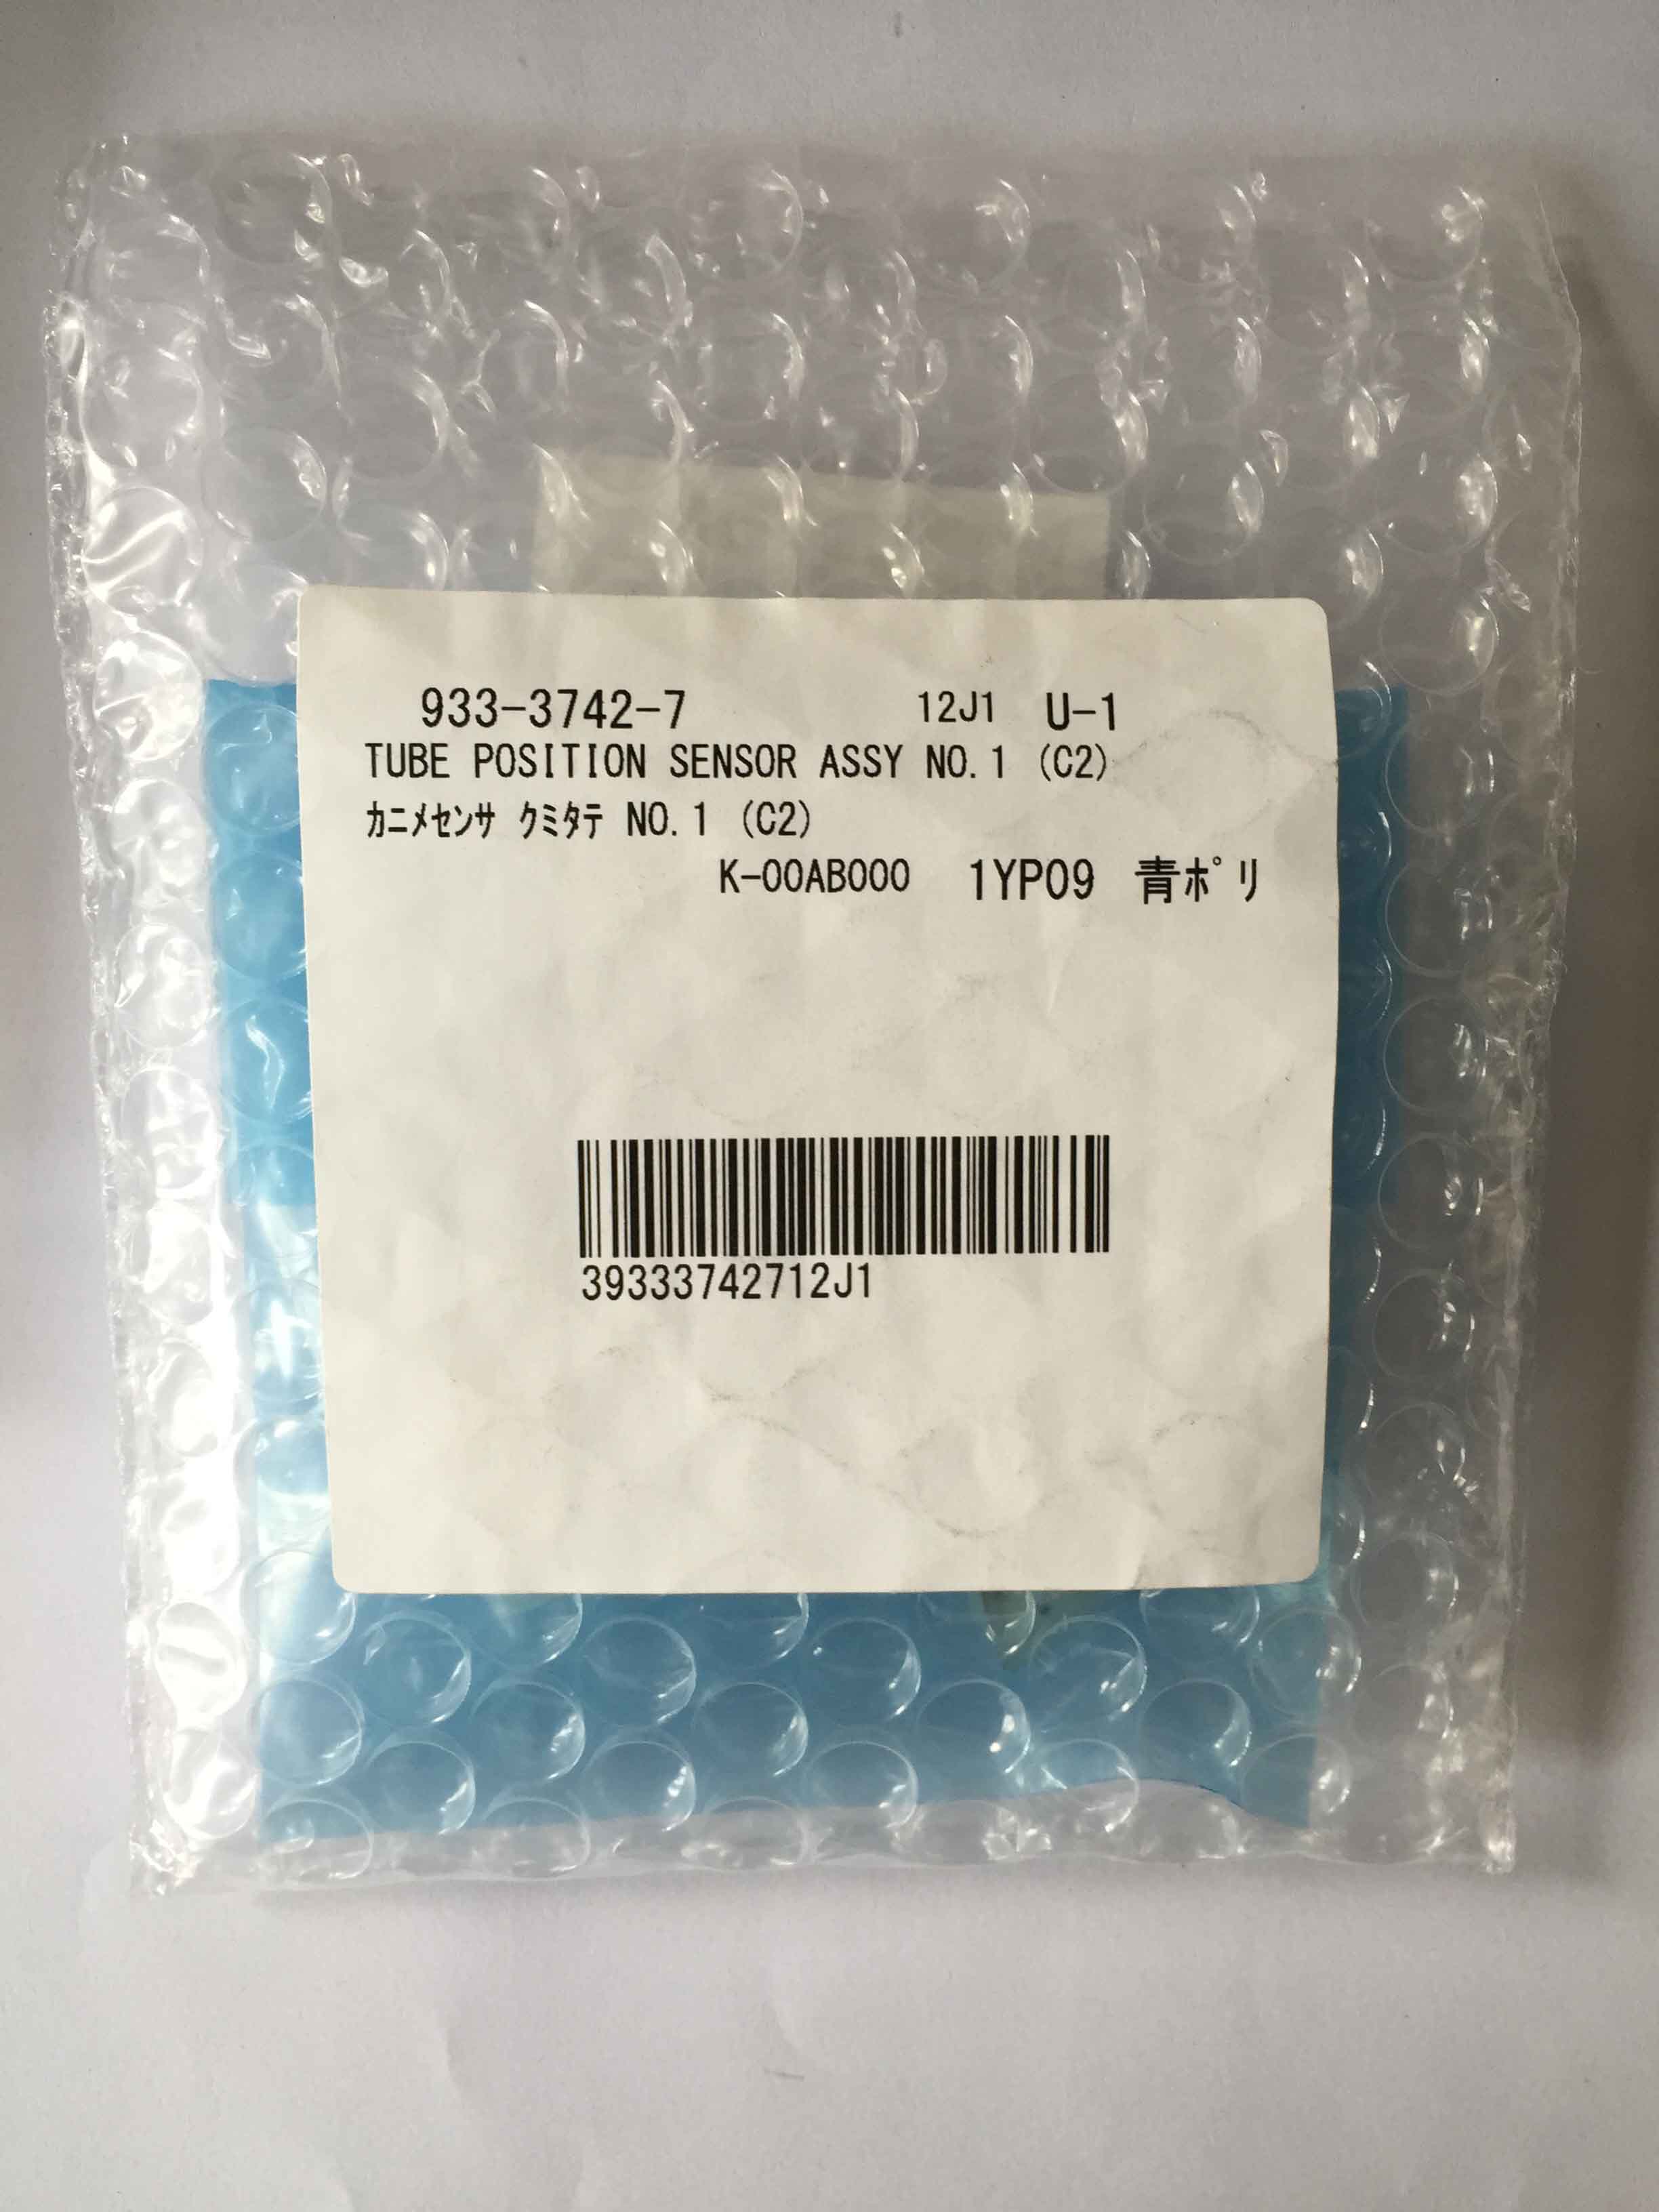 933-3742-7 12J1 U-1
TUBE POSITION SENSOR ASSY NO.1 (C2)
ｶﾆﾒｾﾝｻ ｸﾐﾀﾃ NO.1 (C2)
K-00AB000 1YP09 青ﾎﾟﾘ
39333742712J1